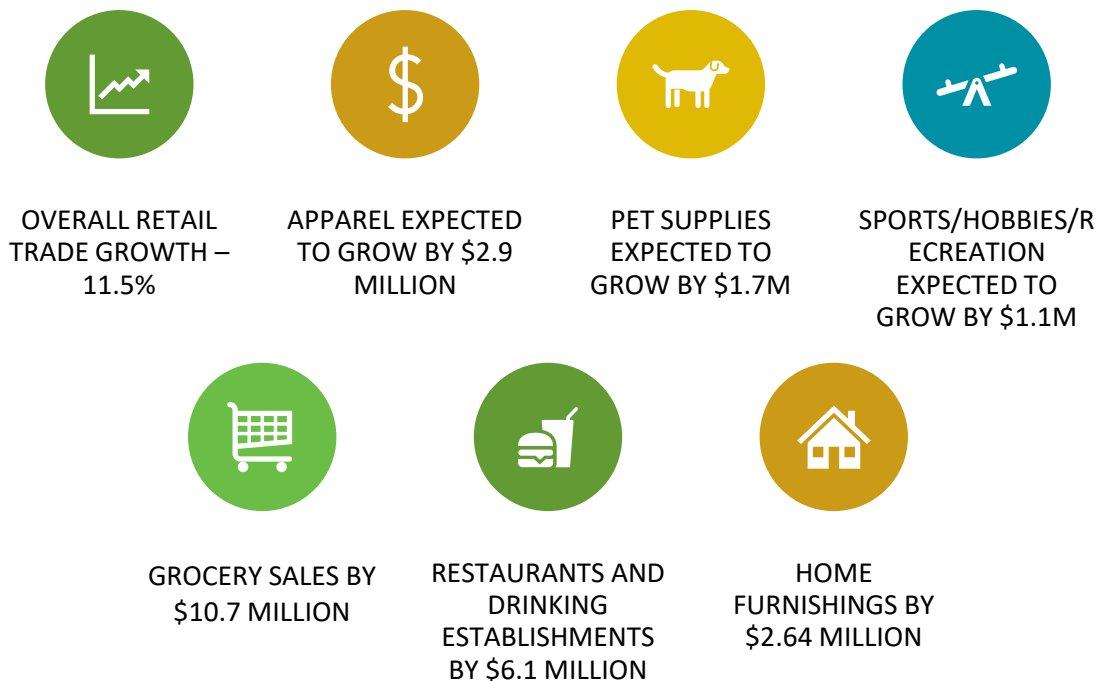 OVERALL RETAIL
TRADE GROWTH –
11.5%
APPAREL EXPECTED
TO GROW BY $2.9
MILLION
PET SUPPLIES
EXPECTED TO
GROW BY $1.7M
SPORTS/HOBBIES/R
ECREATION
EXPECTED TO
GROW BY $1.1M
GROCERY SALES BY
$10.7 MILLION
RESTAURANTS AND
DRINKING
ESTABLISHMENTS
BY $6.1 MILLION
HOME
FURNISHINGS BY
$2.64 MILLION